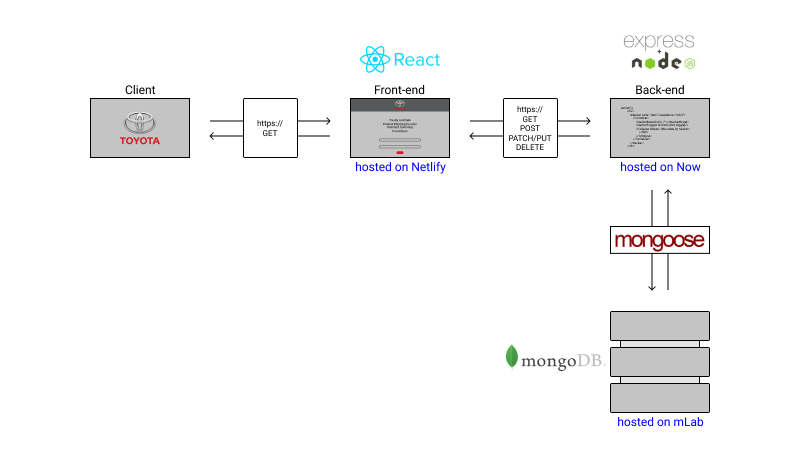 React
express
+
node
JS
Client
Front-end
Back-end
TOYOTA
https://
GET
https://
GET
POST
PATCH/PUT
DELETE
hosted on Netlify
hosted on Now
mongoose
mongoDB.
hosted on mLab